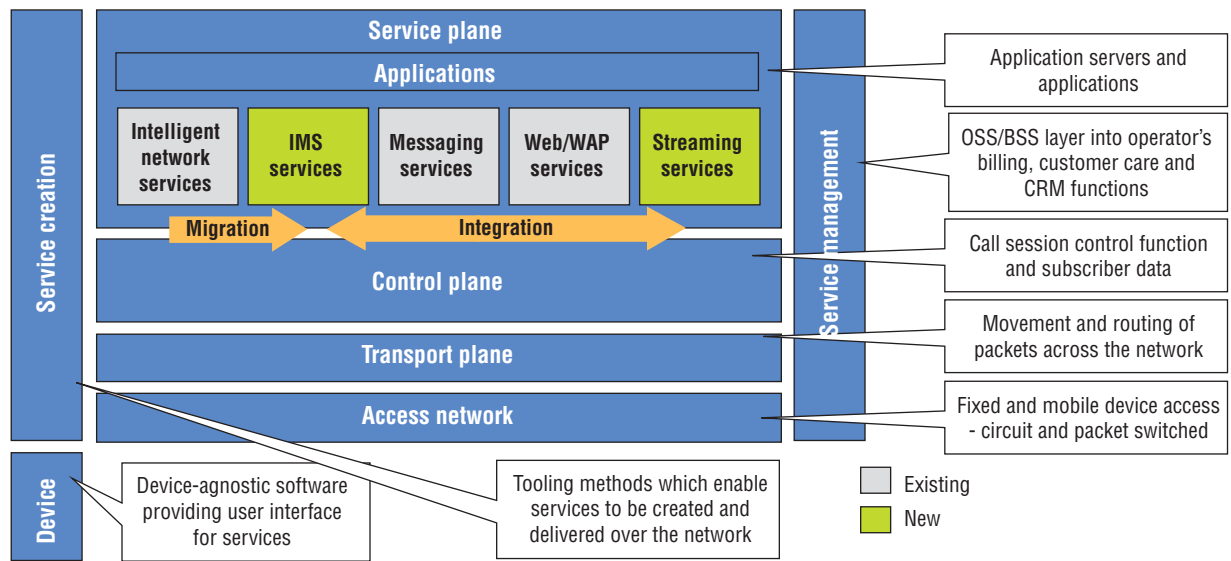 Service creation
Service plane
Applications
Intelligent
network
services
IMS
services
Messaging
services
Web/WAP
services
Streaming
services
Migration
Integration
Control plane
Transport plane
Access network
Service management
Application servers and
applications
OSS/BSS layer into operator's
billing, customer care and
CRM functions
Call session control function
and subscriber data
Movement and routing of
packets across the network
Fixed and mobile device access
- circuit and packet switched
Device
Device-agnostic software
providing user interface
for services
Tooling methods which enable
services to be created and
delivered over the network
Existing
New